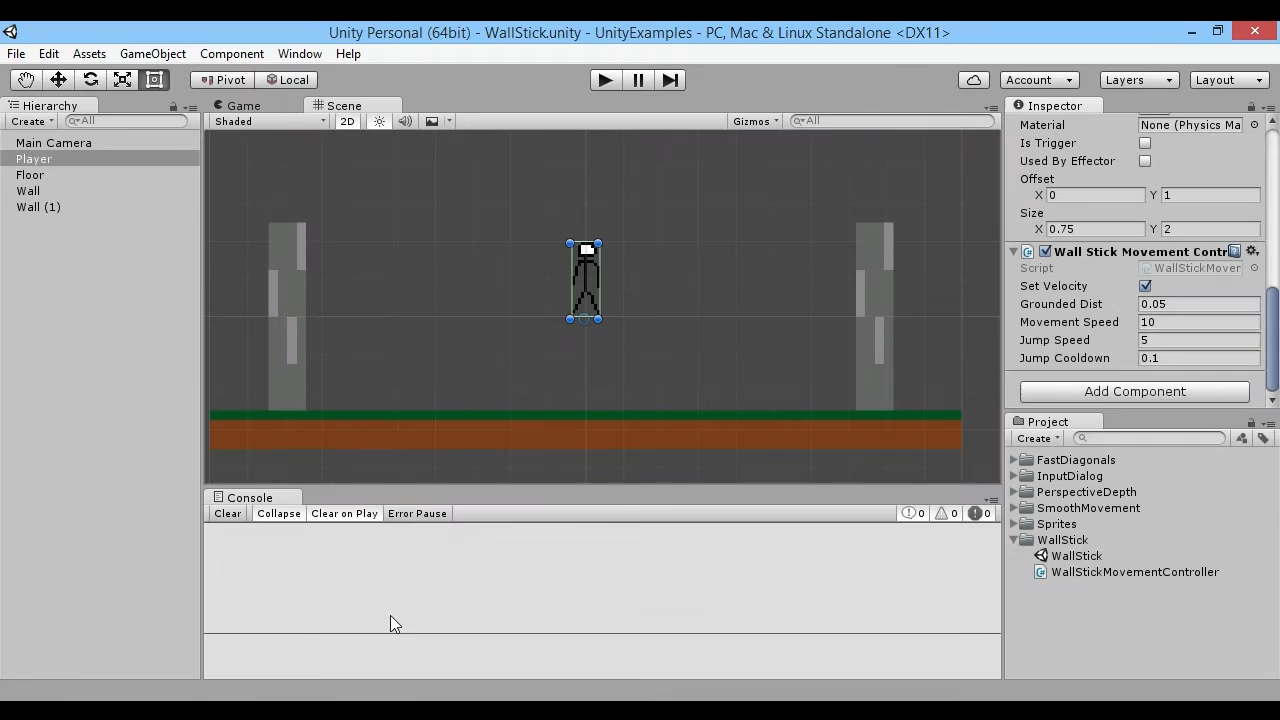 Unity Personal (64bit) - WallStick.unity - UnityExamples - PC, Mac & Linux Standalone <DX11>
File Edit Assets GameObject Component Window Help
Pivot Local Account Layers Layout
Hierarchy
Create All
Main Camera
Player
Floor
Wall
Wall (1)
Game Scene
Shaded 2D Gizmos All
Console
Clear Collapse Clear on Play Error Pause 0 0 0
Inspector
Material None (Physics Ma
Is Trigger
Used By Effector
Offset
X 0 Y 1
Size
X 0.75 Y 2
Wall Stick Movement Contr
Script WallStickMover
Set Velocity
Grounded Dist 0.05
Movement Speed 10
Jump Speed 5
Jump Cooldown 0.1
Add Component
Project
Create
FastDiagonals
InputDialog
PerspectiveDepth
SmoothMovement
Sprites
WallStick
WallStick
WallStickMovementController